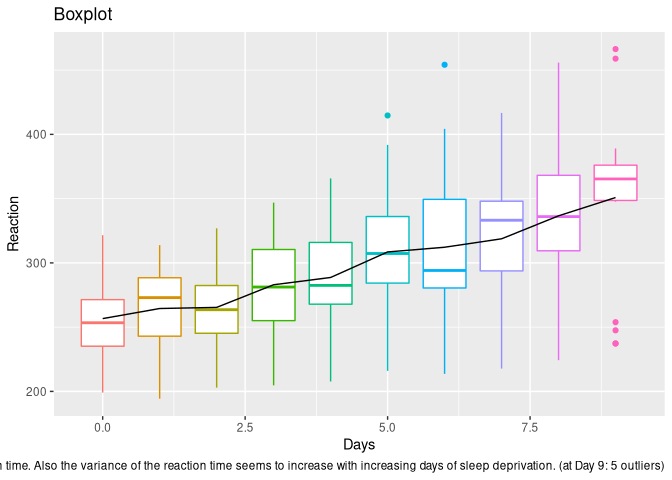 Boxplot
400
300
200
Reaction
0.0 2.5 5.0 7.5
Days
time. Also the variance of the reaction time seems to increase with increasing days of sleep deprivation. (at Day 9: 5 outliers)